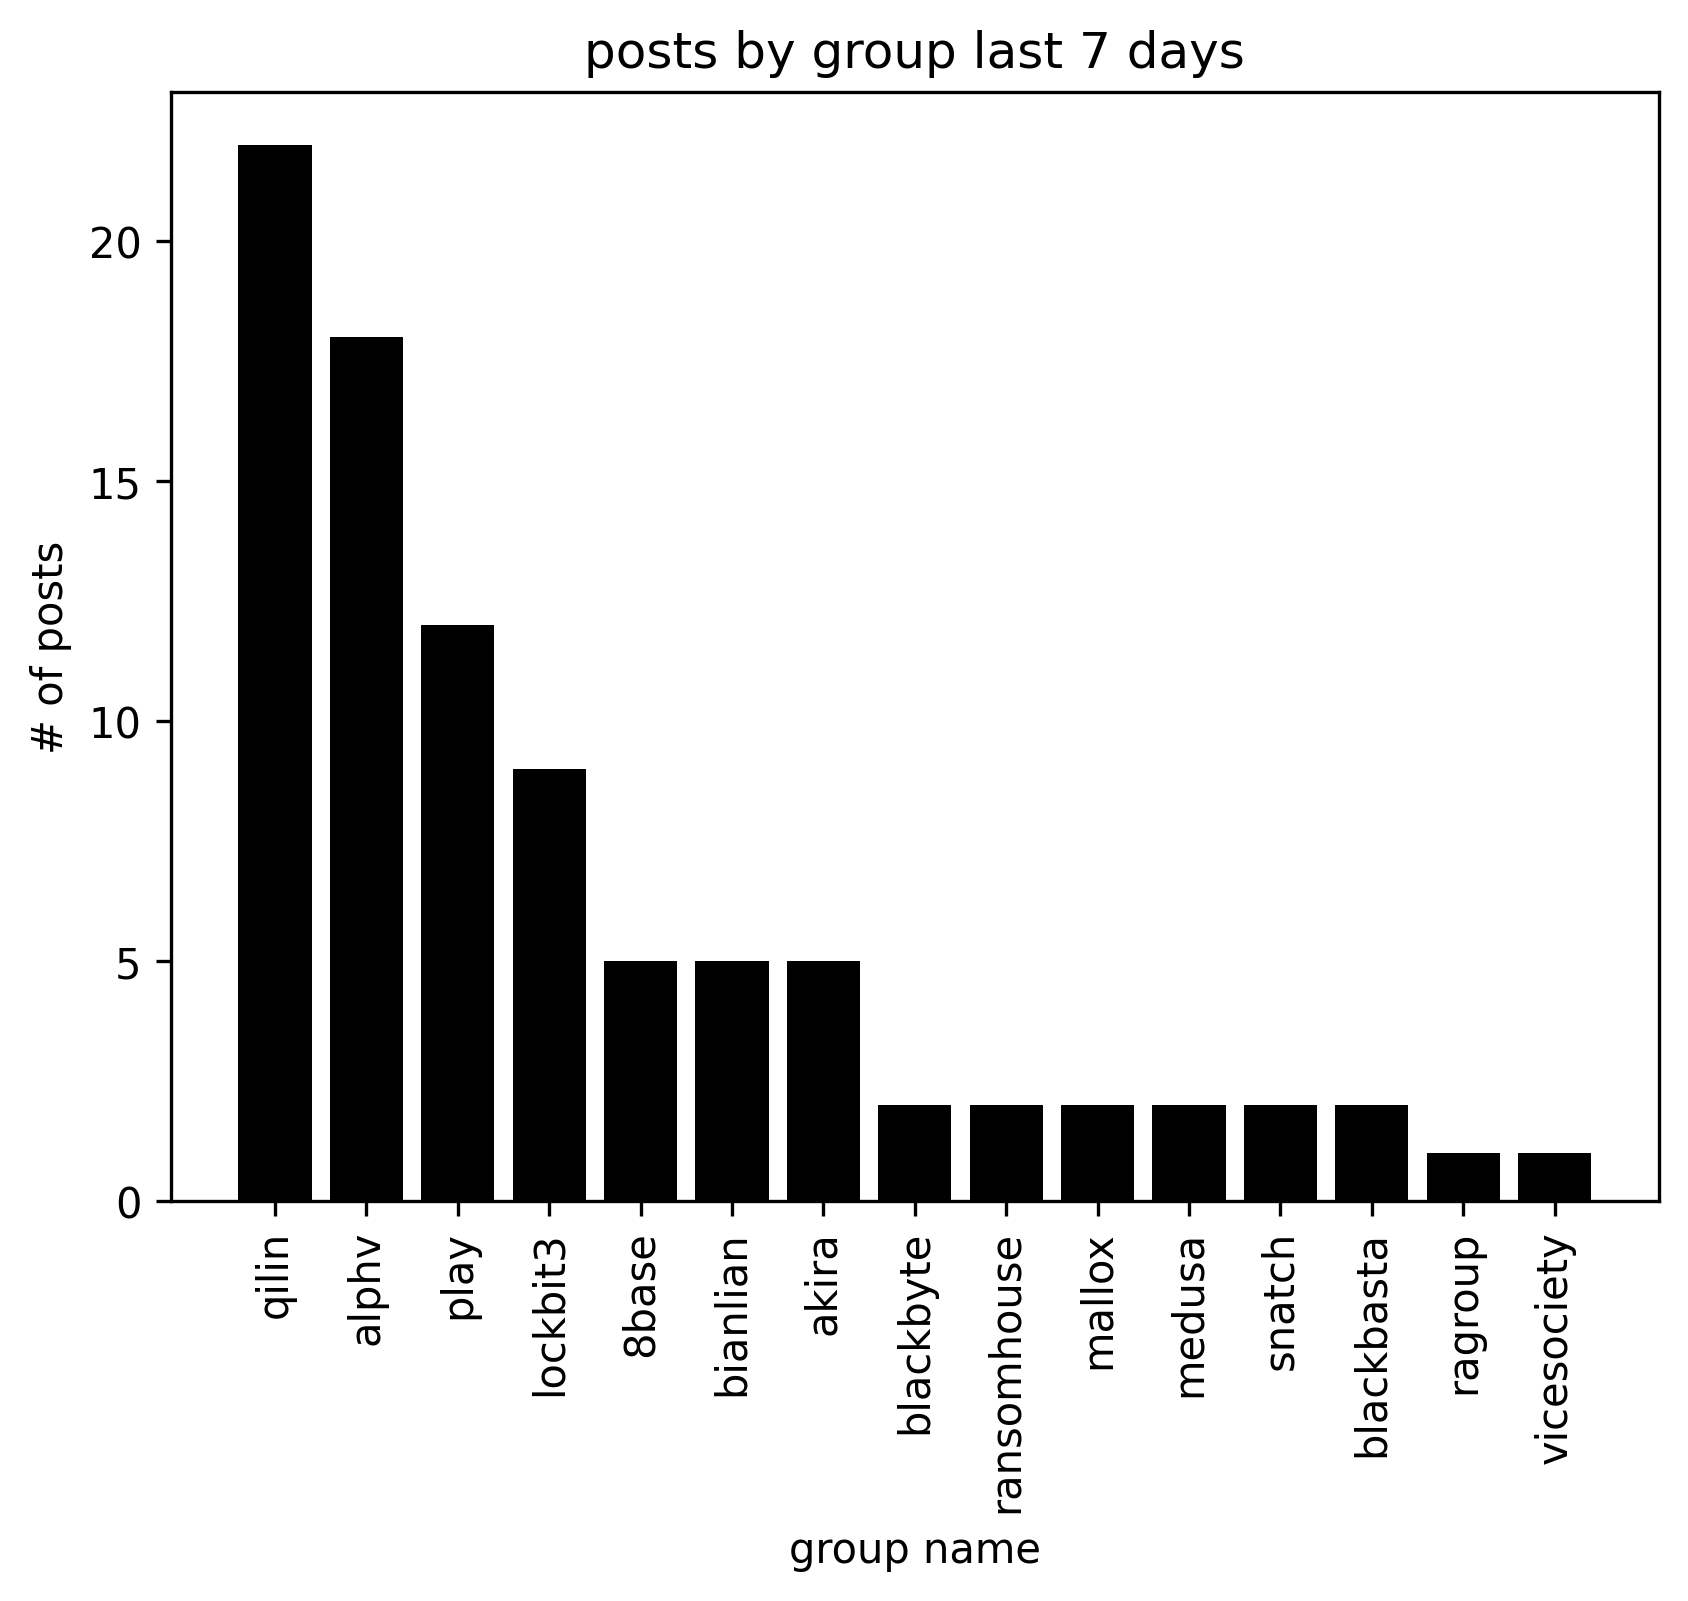 posts by group last 7 days
# of posts
20
15
10
5
0
qilin
alphv
play
lockbit3
8base
bianlian
akira
blackbyte
ransomhouse
mallox
medusa
snatch
blackbasta
ragroup
vicesociety
group name